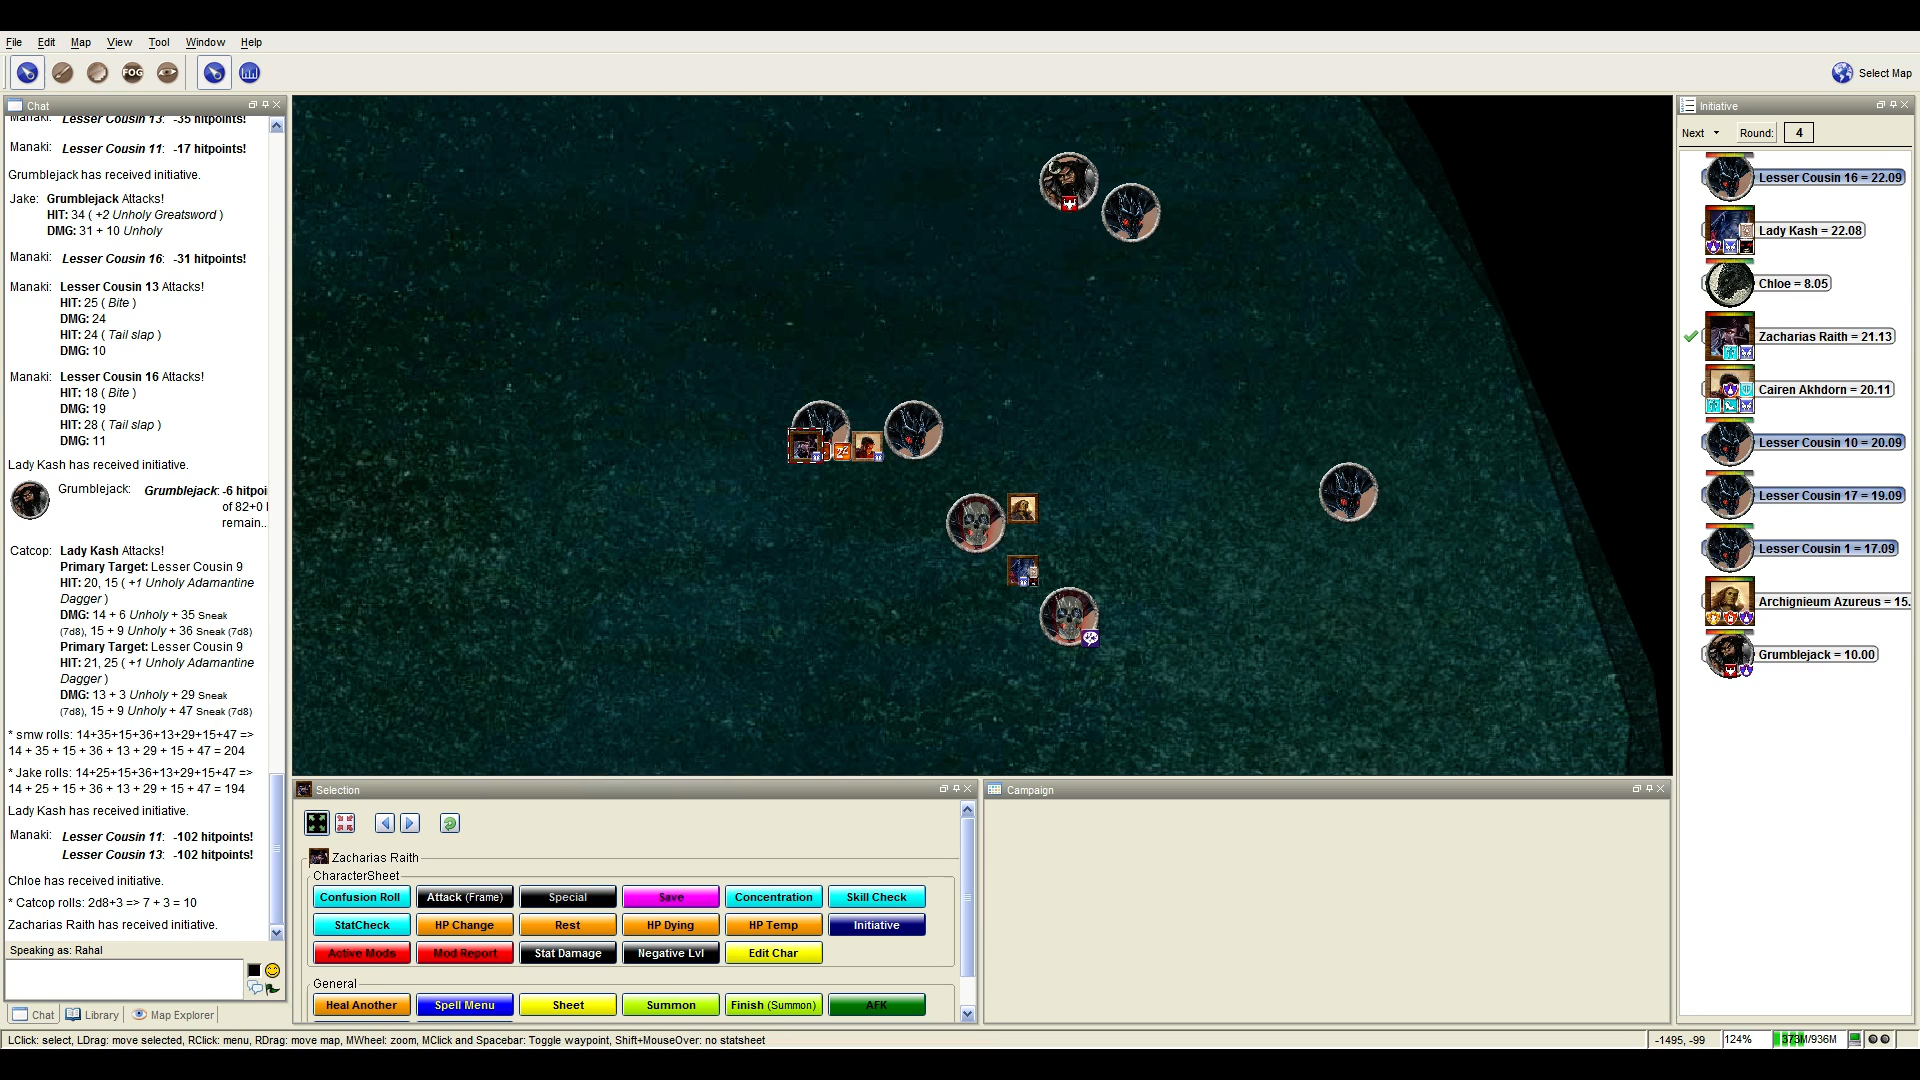 File Edit Map View Tool Window Help
FOG
Select Map
Chat
Manaki: Lesser Cousin 13: -35 hitpoints!
Manaki: Lesser Cousin 11: -17 hitpoints!
Grumblejack has received initiative.
Jake: Grumblejack Attacks!
HIT: 34 ( +2 Unholy Greatsword )
DMG: 31 + 10 Unholy
Manaki: Lesser Cousin 16: -31 hitpoints!
Manaki: Lesser Cousin 13 Attacks!
HIT: 25 ( Bite )
DMG: 24
HIT: 24 ( Tail slap )
DMG: 10
Manaki: Lesser Cousin 16 Attacks!
HIT: 18 ( Bite )
DMG: 19
HIT: 28 ( Tail slap )
DMG: 11
Lady Kash has received initiative.
Grumblejack: Grumblejack: -6 hitpoi
of 82+0
remain...
Catcop: Lady Kash Attacks!
Primary Target: Lesser Cousin 9
HIT: 20, 15 ( +1 Unholy Adamantine
Dagger )
DMG: 14 + 6 Unholy + 35 Sneak
(7d8), 15 + 9 Unholy + 36 Sneak (7d8)
Primary Target: Lesser Cousin 9
HIT: 21, 25 ( +1 Unholy Adamantine
Dagger )
DMG: 13 + 3 Unholy + 29 Sneak
(7d8), 15 + 9 Unholy + 47 Sneak (7d8)
* smw rolls: 14+35+15+36+13+29+15+47 =>
14 + 35 + 15 + 36 + 13 + 29 + 15 + 47 = 204
* Jake rolls: 14+25+15+36+13+29+15+47 =>
14 + 25 + 15 + 36 + 13 + 29 + 15 + 47 = 194
Lady Kash has received initiative.
Manaki: Lesser Cousin 11: -102 hitpoints!
Lesser Cousin 13: -102 hitpoints!
Chloe has received initiative.
* Catcop rolls: 2d8+3 => 7 + 3 = 10
Zacharias Raith has received initiative.
Speaking as: Rahal
Chat Library Map Explorer
Selection
Zacharias Raith
CharacterSheet
Confusion Roll Attack (Frame) Special Save Concentration Skill Check
StatCheck HP Change Rest HP Dying HP Temp Initiative
Active Mods Mod Report Stat Damage Negative Lvl Edit Char
General
Heal Another Spell Menu Sheet Summon Finish (Summon) AFK
Campaign
Initiative
Next Round: 4
Lesser Cousin 16 = 22.09
Lady Kash = 22.08
Chloe = 8.05
Zacharias Raith = 21.13
Cairen Akhdorn = 20.11
Lesser Cousin 10 = 20.09
Lesser Cousin 17 = 19.09
Lesser Cousin 1 = 17.09
Archignieum Azureus = 15.
Grumblejack = 10.00
LClick: select, LDrag: move selected, RClick: menu, RDrag: move map, MWheel: zoom, MClick and Spacebar: Toggle waypoint, Shift+MouseOver: no statsheet
-1495, -99 124% 373M/936M